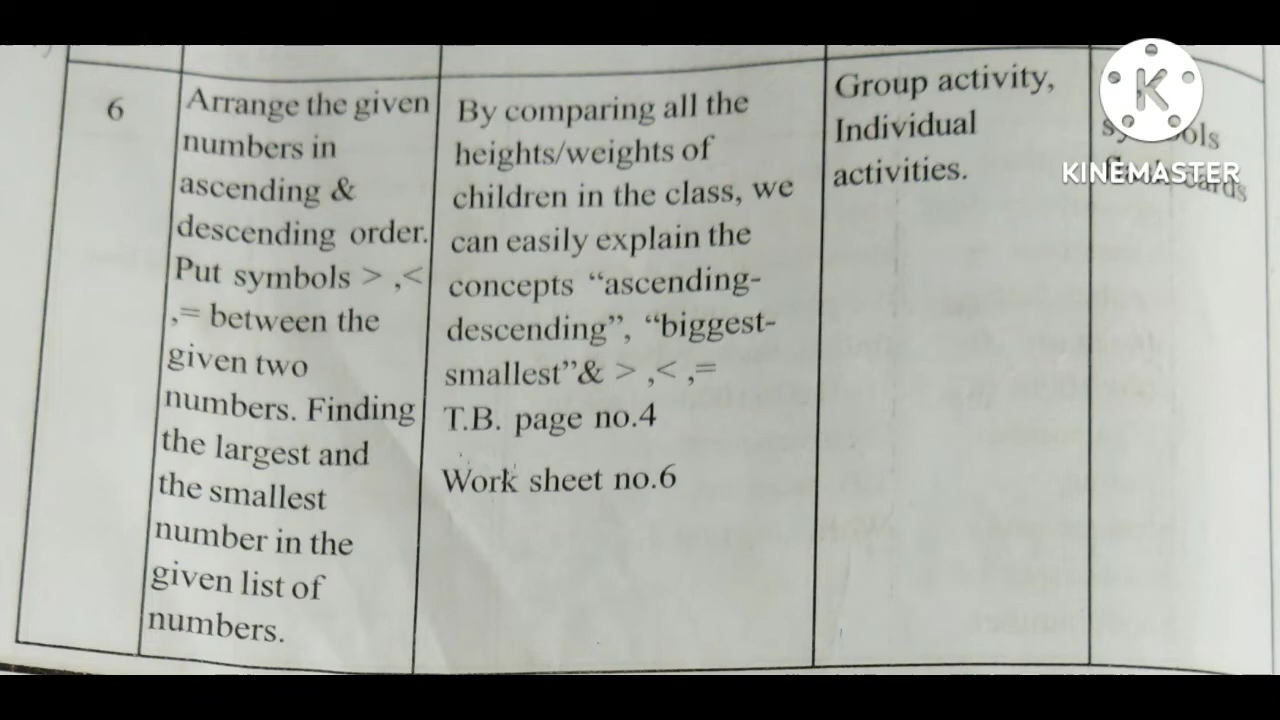 6
Arrange the given
numbers in
ascending &
descending order.
Put symbols > ,<
,= between the
given two
numbers. Finding
the largest and
the smallest
number in the
given list of
numbers.
By comparing all the
heights/weights of
children in the class, we
can easily explain the
concepts “ascending-
descending”, “biggest-
smallest”& > ,< ,=
T.B. page no.4
Work sheet no.6
Group activity,
Individual
activities.
K
KINEMASTER